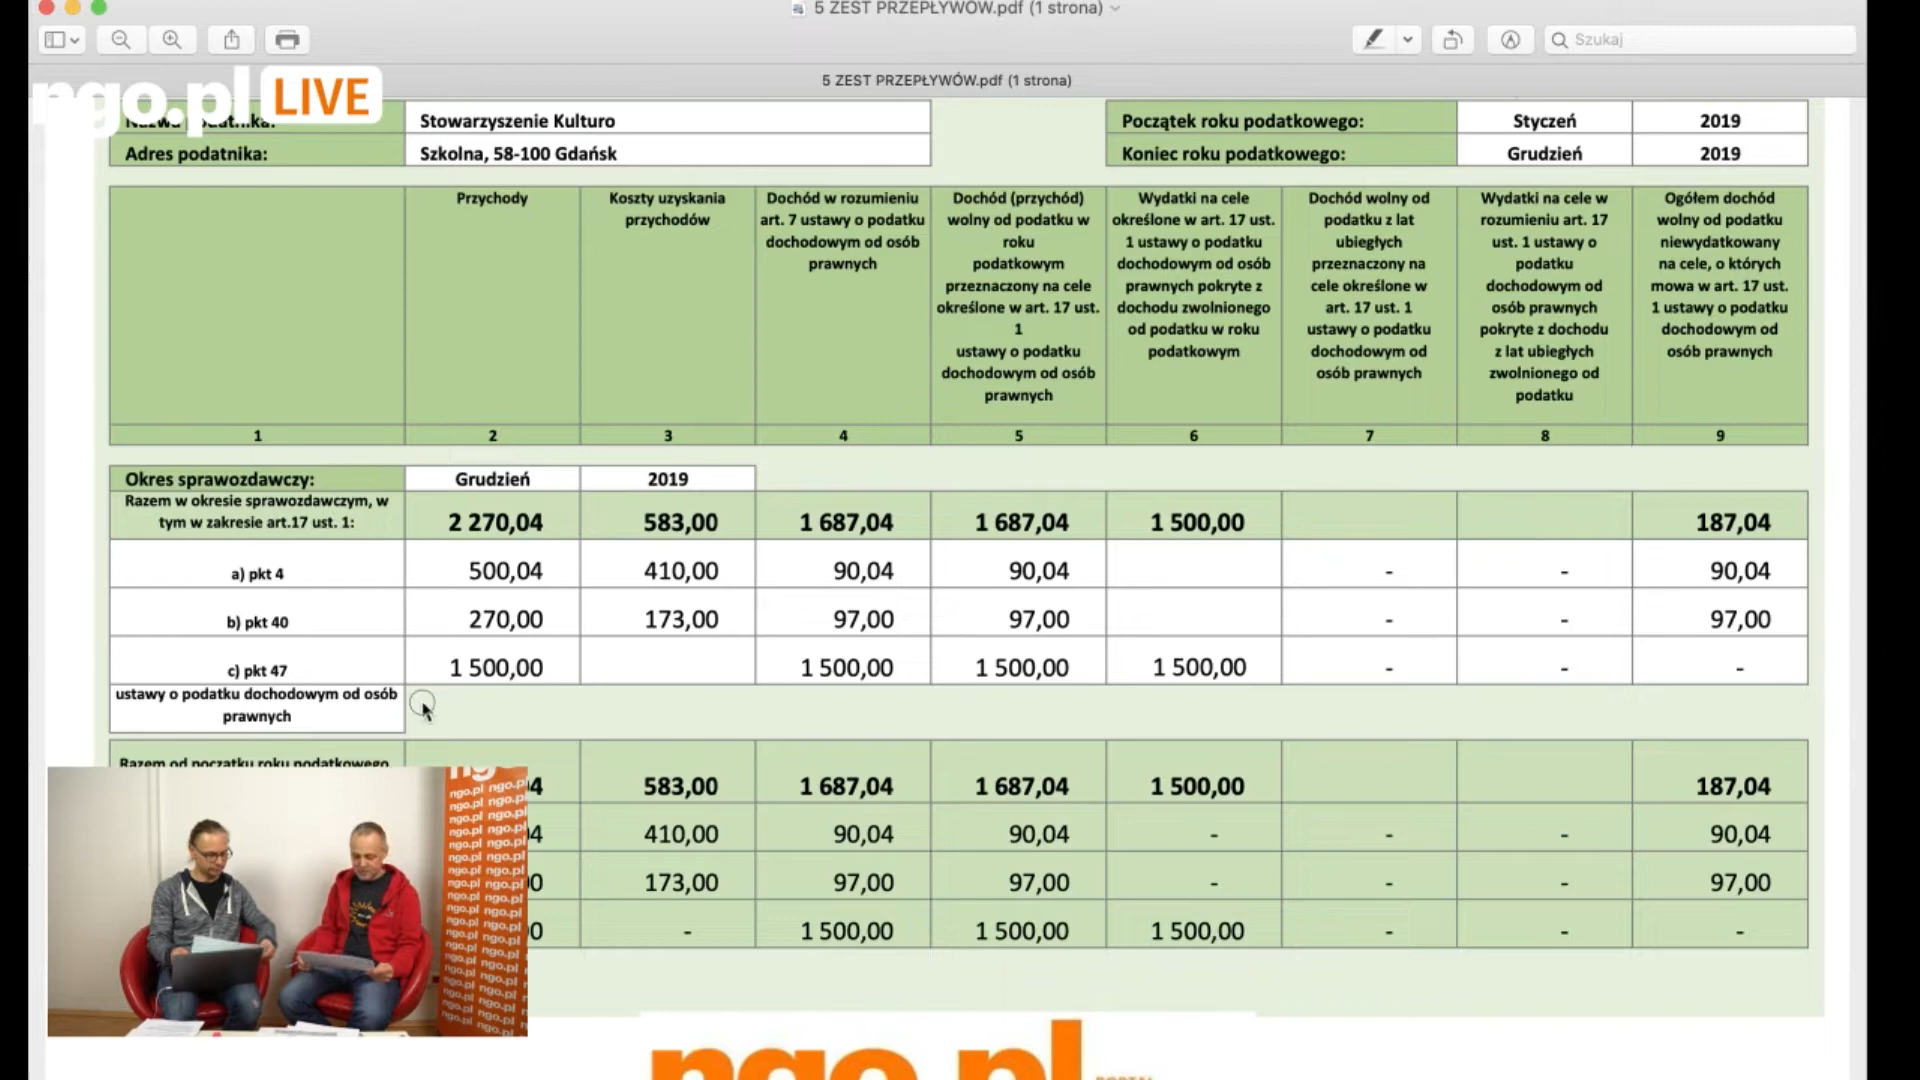 5 ZEST PRZEPŁYWÓW.pdf (1 strona)
Szukaj
5 ZEST PRZEPŁYWÓW.pdf (1 strona)
ngo.pl LIVE
Stowarzyszenie Kulturo
Początek roku podatkowego: Styczeń 2019
Adres podatnika: Szkolna, 58-100 Gdańsk
Koniec roku podatkowego: Grudzień 2019
Przychody
Koszty uzyskania
przychodów
Dochód w rozumieniu
art. 7 ustawy o podatku
dochodowym od osób
prawnych
Dochód (przychód)
wolny od podatku w
roku
podatkowym
przeznaczony na cele
określone w art. 17 ust.
1
ustawy o podatku
dochodowym od osób
prawnych
Wydatki na cele
określone w art. 17 ust.
1 ustawy o podatku
dochodowym od osób
prawnych pokryte z
dochodu zwolnionego
od podatku w roku
podatkowym
Dochód wolny od
podatku z lat
ubiegłych
przeznaczony na
cele określone w
art. 17 ust. 1
ustawy o podatku
dochodowym od
osób prawnych
Wydatki na cele w
rozumieniu art. 17
ust. 1 ustawy o
podatku
dochodowym od
osób prawnych
pokryte z dochodu
z lat ubiegłych
zwolnionego od
podatku
Ogółem dochód
wolny od podatku
niewydatkowany
na cele, o których
mowa w art. 17 ust.
1 ustawy o podatku
dochodowym od
osób prawnych
1 2 3 4 5 6 7 8 9
Okres sprawozdawczy: Grudzień 2019
Razem w okresie sprawozdawczym, w
tym w zakresie art.17 ust. 1:
2 270,04 583,00 1 687,04 1 687,04 1 500,00 187,04
a) pkt 4 500,04 410,00 90,04 90,04 - - 90,04
b) pkt 40 270,00 173,00 97,00 97,00 - - 97,00
c) pkt 47 1 500,00 1 500,00 1 500,00 1 500,00 - - -
ustawy o podatku dochodowym od osób
prawnych
Razem od początku roku podatkowego
4 583,00 1 687,04 1 687,04 1 500,00 187,04
4 410,00 90,04 90,04 - - - 90,04
0 173,00 97,00 97,00 - - - 97,00
0 - 1 500,00 1 500,00 1 500,00 - - -
ngo.pl